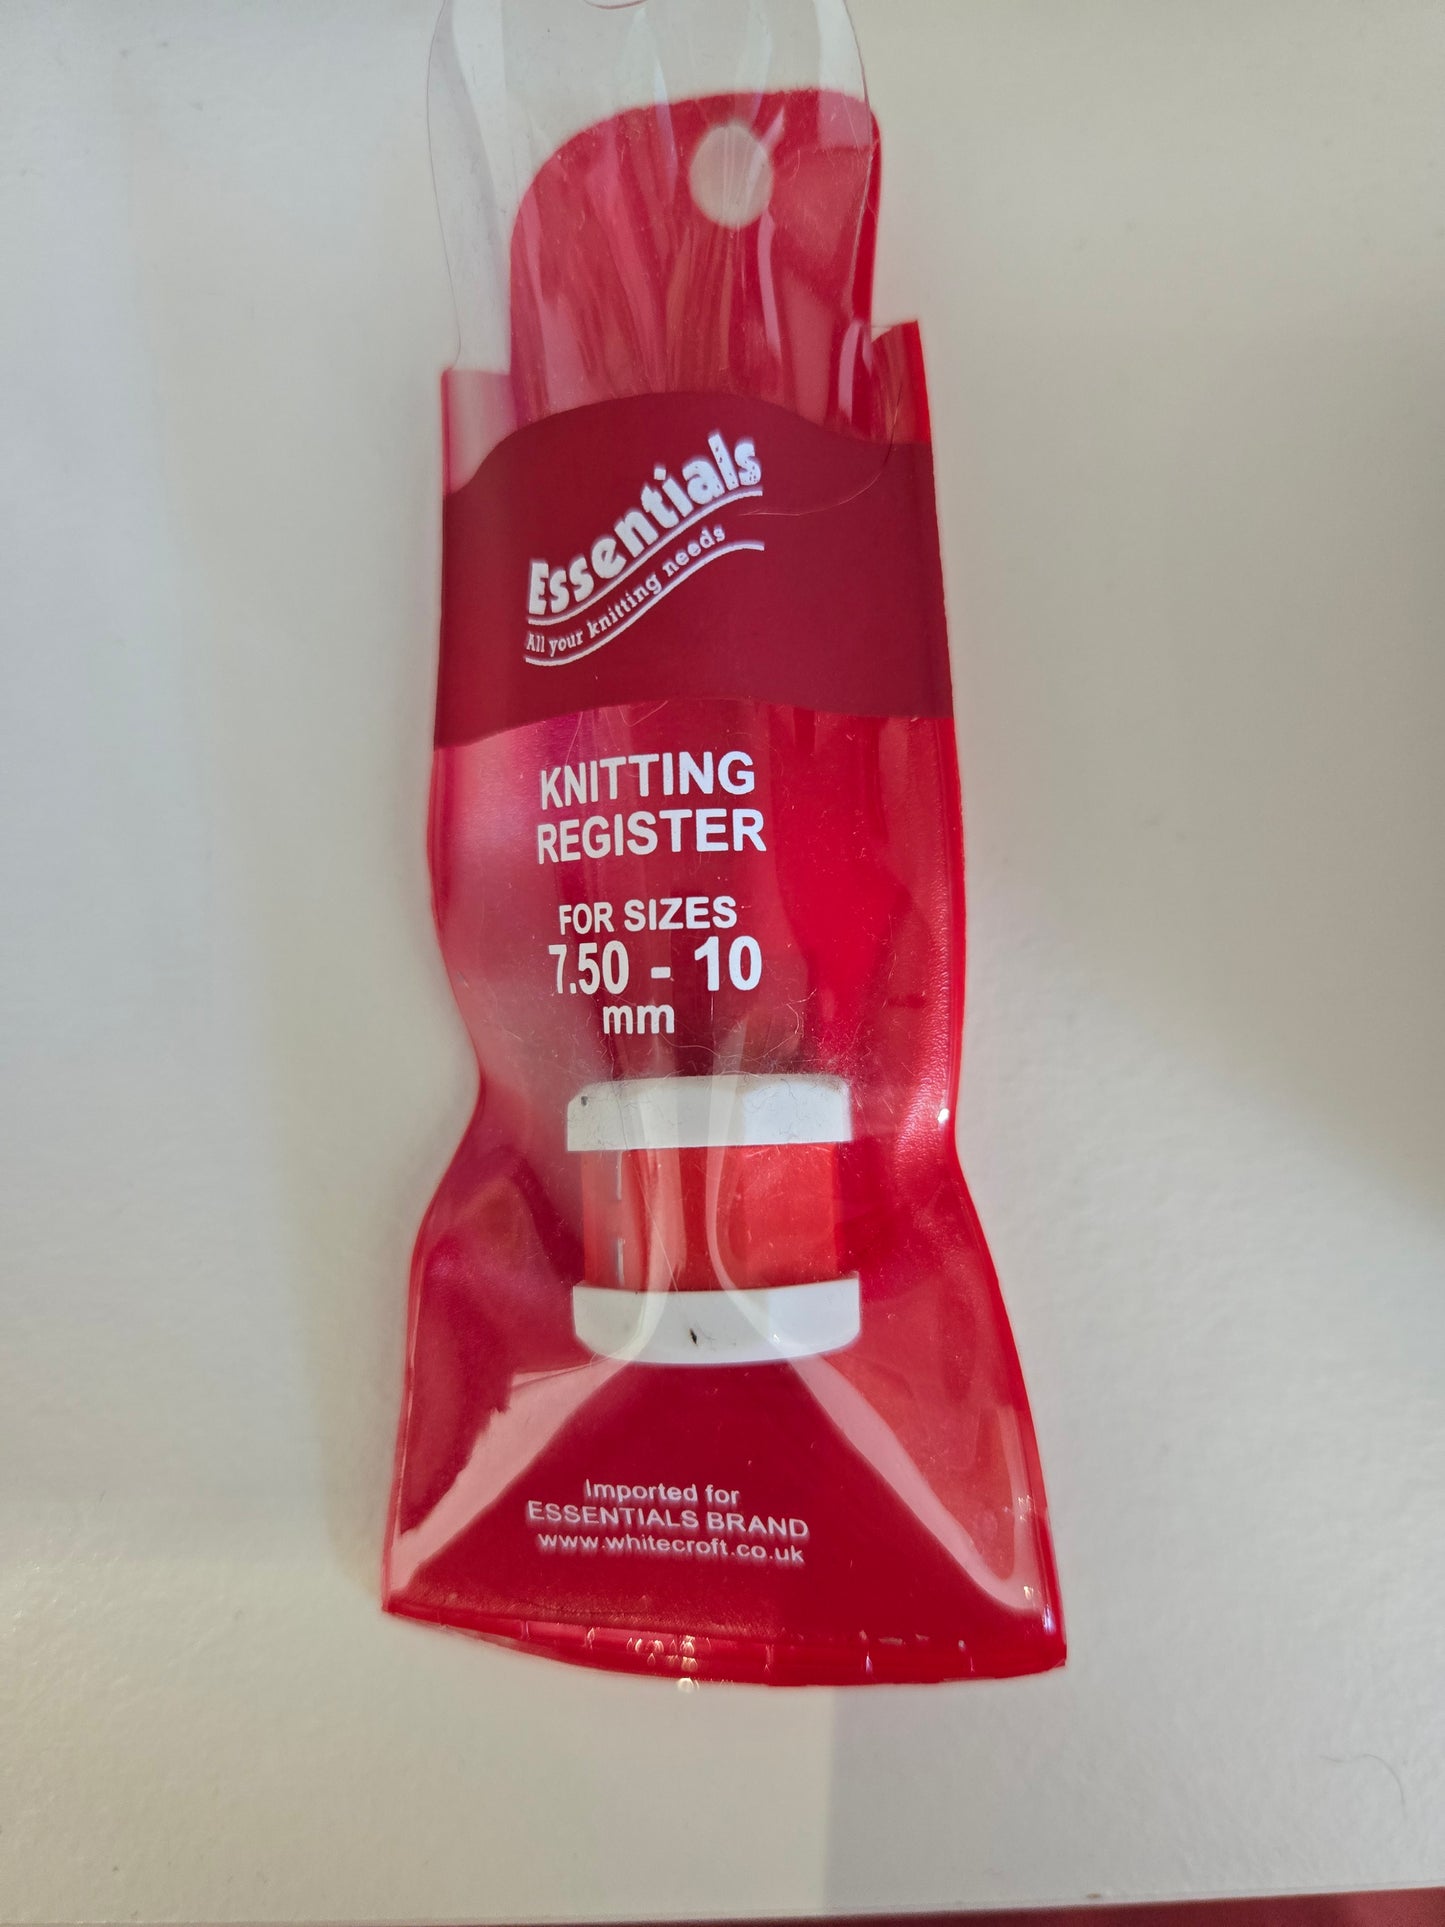 Essentials
All your knitting needs
KNITTING
REGISTER
FOR SIZES
7.50 - 10
mm
Imported for
ESSENTIALS BRAND
www.whitecroft.co.uk